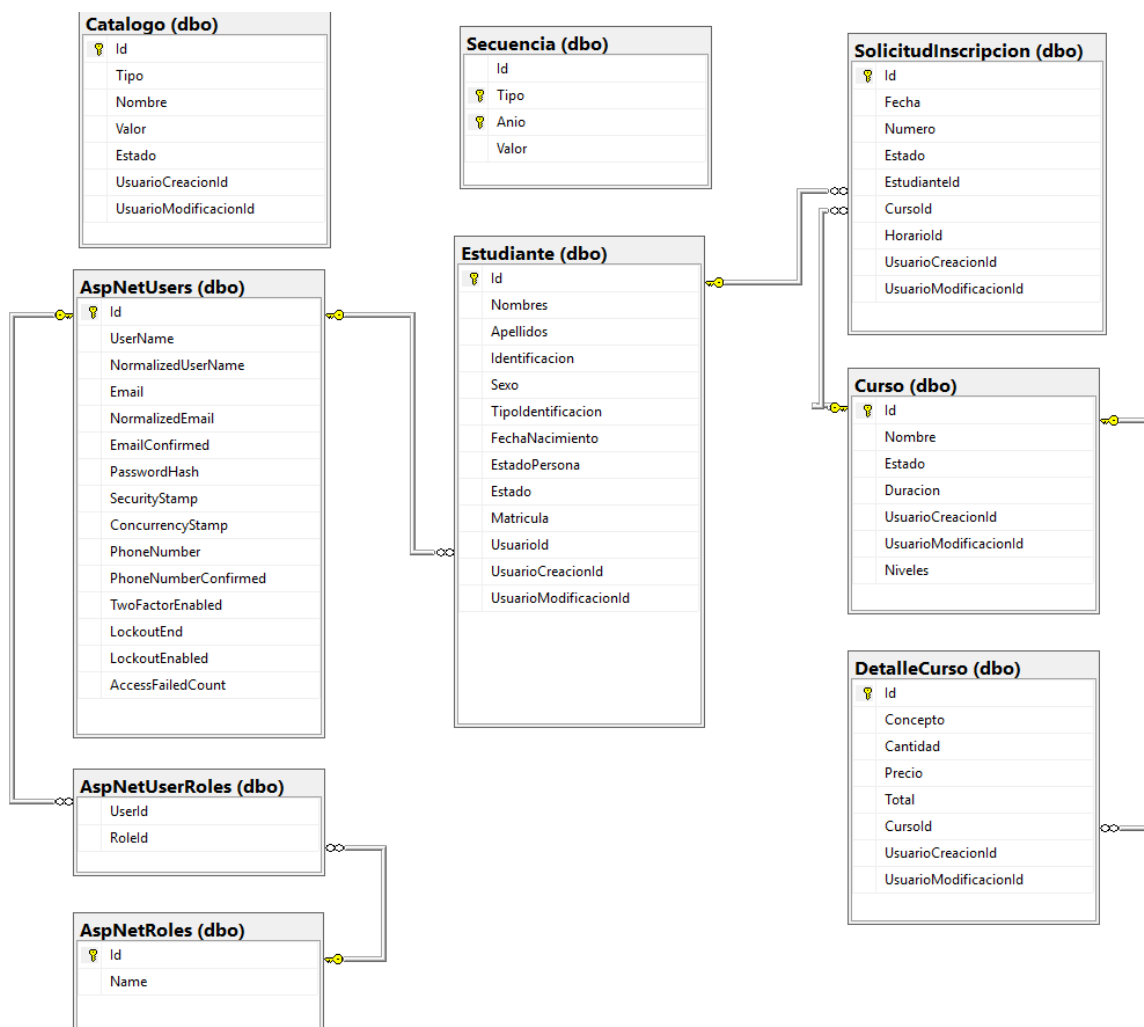 Catalogo (dbo)
Id
Tipo
Nombre
Valor
Estado
UsuarioCreacionId
UsuarioModificacionId
Secuencia (dbo)
Id
Tipo
Anio
Valor
SolicitudInscripcion (dbo)
Id
Fecha
Numero
Estado
EstudianteId
CursoId
HorarioId
UsuarioCreacionId
UsuarioModificacionId
AspNetUsers (dbo)
Id
UserName
NormalizedUserName
Email
NormalizedEmail
EmailConfirmed
PasswordHash
SecurityStamp
ConcurrencyStamp
PhoneNumber
PhoneNumberConfirmed
TwoFactorEnabled
LockoutEnd
LockoutEnabled
AccessFailedCount
Estudiante (dbo)
Id
Nombres
Apellidos
Identificacion
Sexo
TipoIdentificacion
FechaNacimiento
EstadoPersona
Estado
Matricula
UsuarioId
UsuarioCreacionId
UsuarioModificacionId
Curso (dbo)
Id
Nombre
Estado
Duracion
UsuarioCreacionId
UsuarioModificacionId
Niveles
DetalleCurso (dbo)
Id
Concepto
Cantidad
Precio
Total
CursoId
UsuarioCreacionId
UsuarioModificacionId
AspNetUserRoles (dbo)
UserId
RoleId
AspNetRoles (dbo)
Id
Name